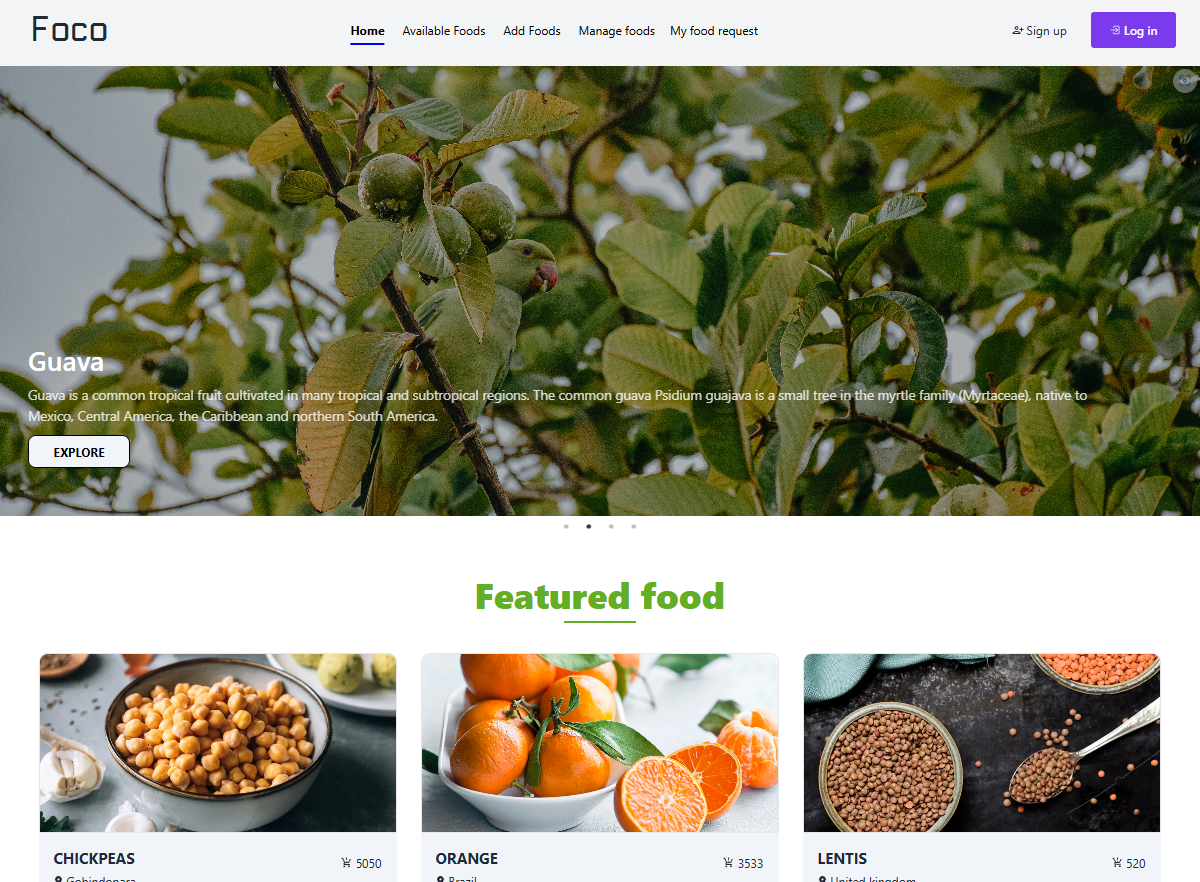 Foco
Home Available Foods Add Foods Manage foods My food request Sign up Log in
Guava
Guava is a common tropical fruit cultivated in many tropical and subtropical regions. The common guava Psidium guajava is a small tree in the myrtle family (Myrtaceae), native to
Mexico, Central America, the Caribbean and northern South America.
EXPLORE
Featured food
CHICKPEAS 5050
Gobindopara
ORANGE 3533
Brazil
LENTIS 520
United kingdom